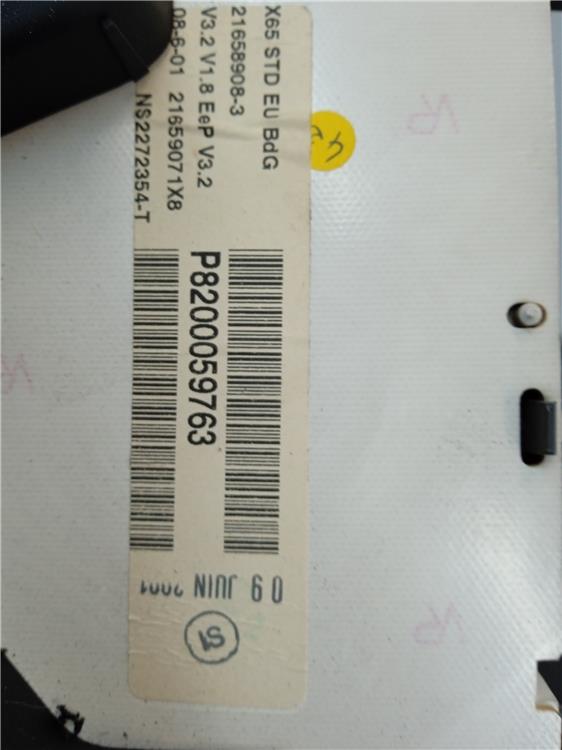 X65 STD EU BdG
21658908-3
V3.2 V1.8 EeP V3.2
08-6-01 21659071X8
NS2272354-T
P8200059763
09 JUIN 2001